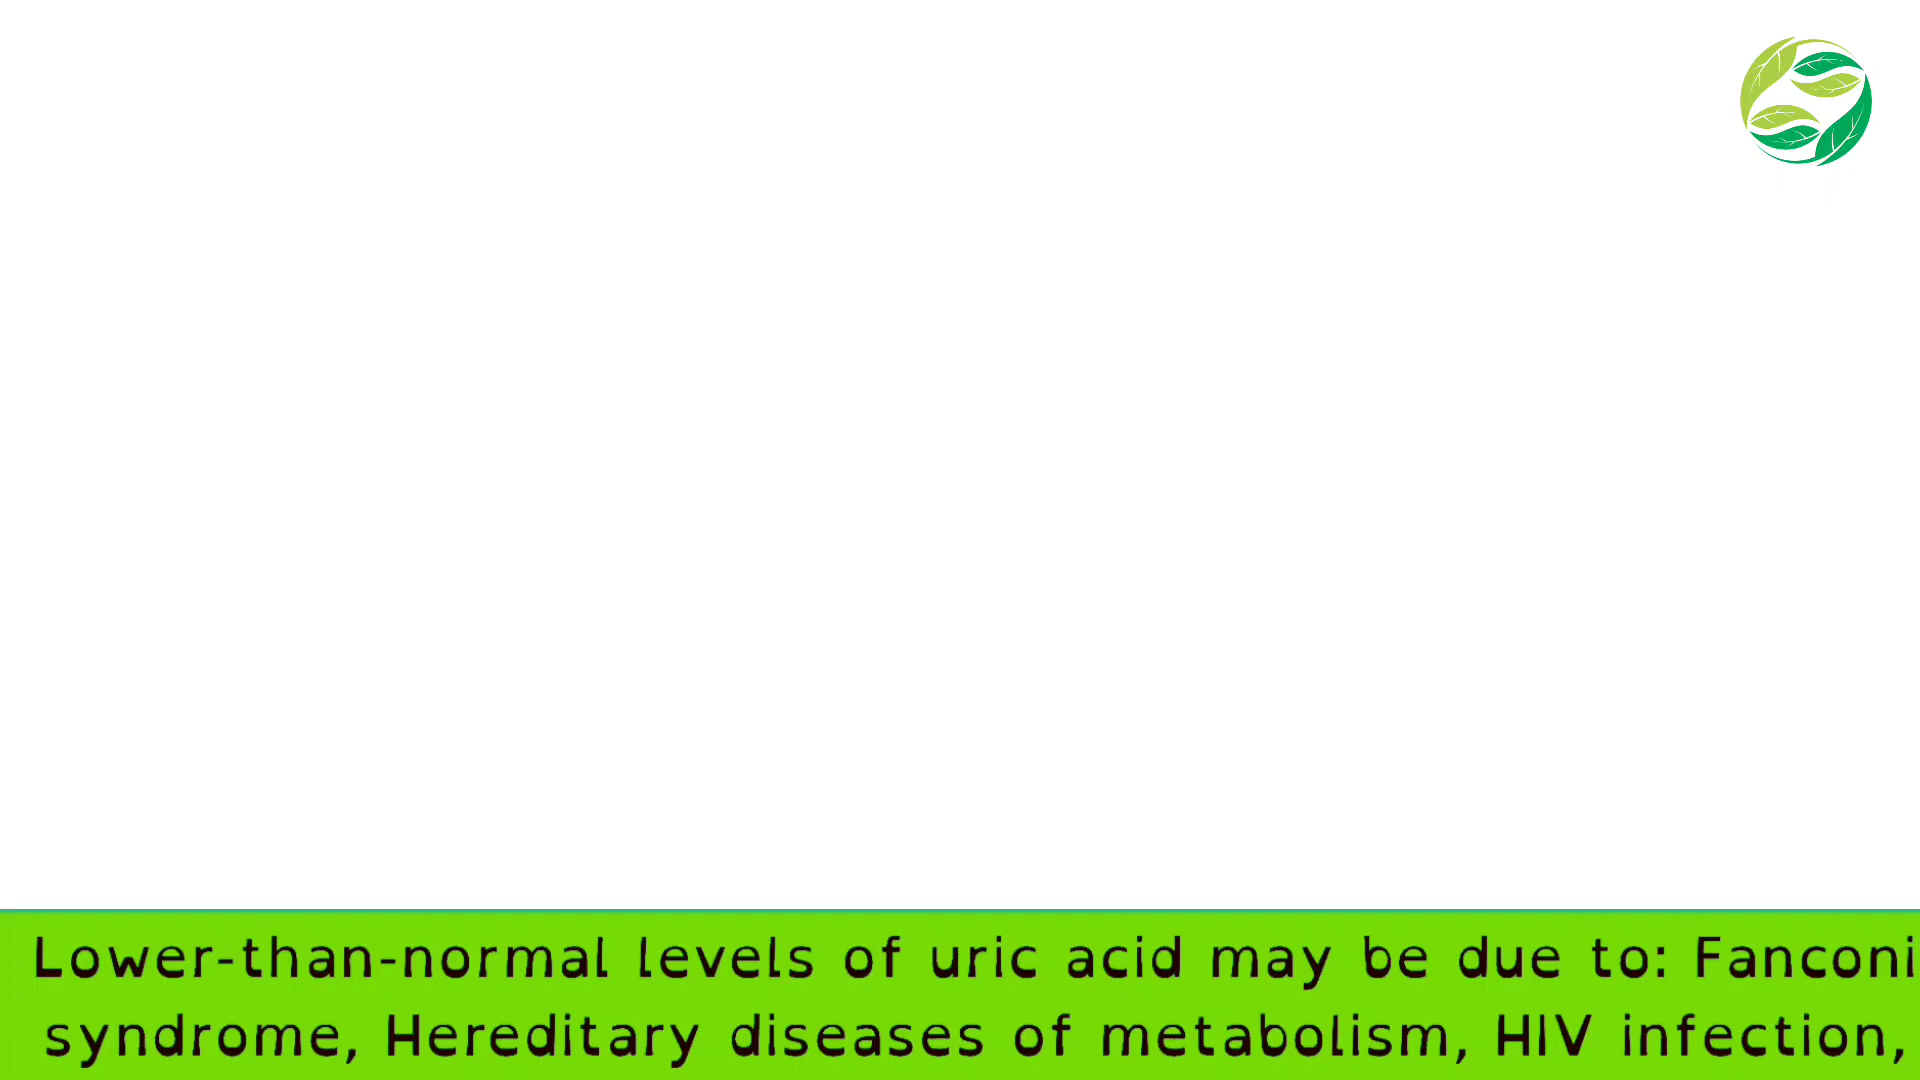 Lower-than-normal levels of uric acid may be due to: Fanconi
syndrome, Hereditary diseases of metabolism, HIV infection,